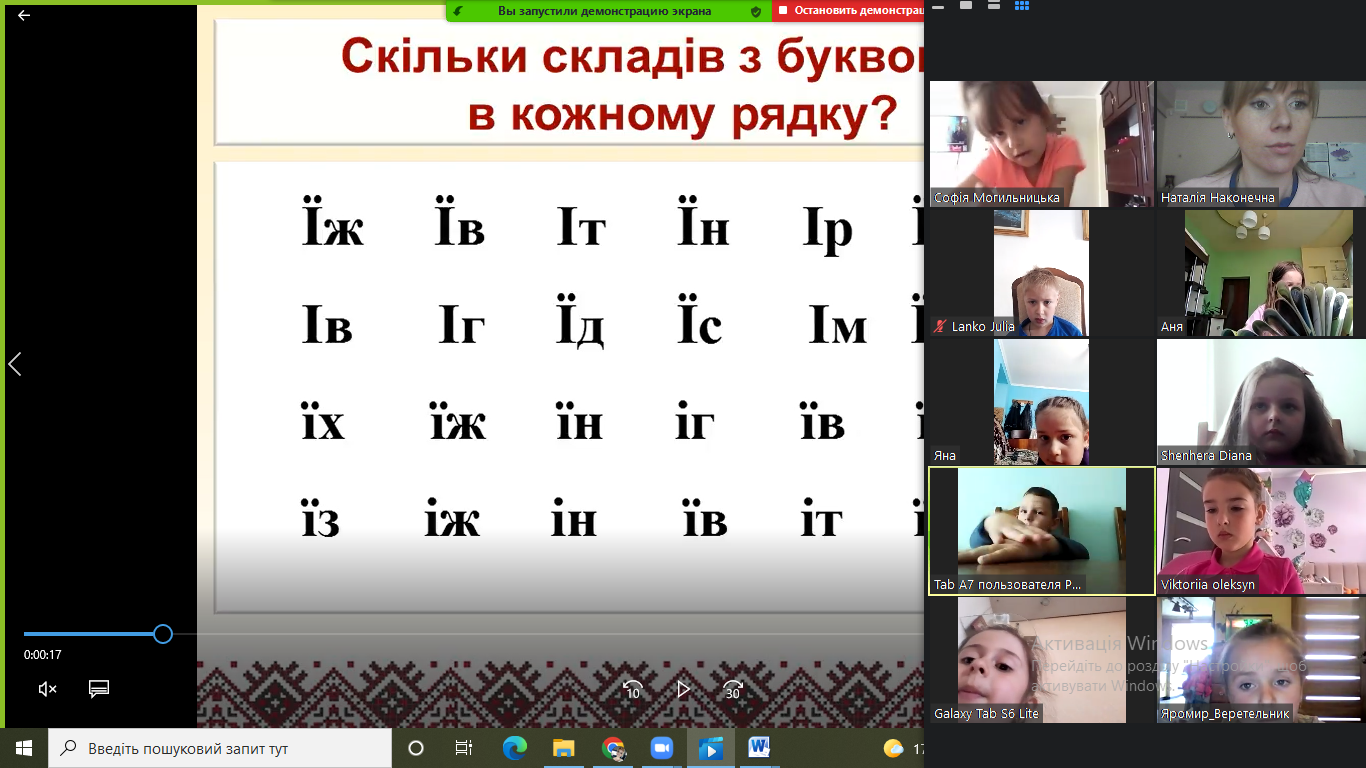 Вы запустили демонстрацию экрана
Остановить демонстрац
Скільки складів з буквою
в кожному рядку?
Їж Їв Іт Їн Ір
Ів Іг Їд Їс Ім
їх їж їн іг їв
їз іж ін їв іт
0:00:17
10
30
Софія Могильницька
Наталія Наконечна
Lanko Julia
Аня
Яна
Shenhera Diana
Tab A7 пользователя Р...
Viktoriia oleksyn
Galaxy Tab S6 Lite
Яромир_Веретельник
Активація Windows
Перейдіть до розділу "Настройки", щоб
активувати Windows.
Введіть пошуковий запит тут
17